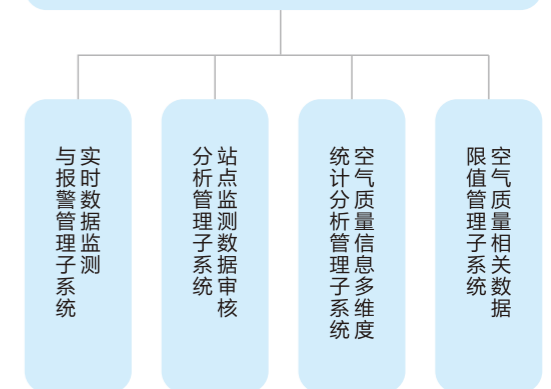 实时数据监测
与报警管理子系统
站点监测数据审核
分析管理子系统
空气质量信息多维度
统计分析管理子系统
空气质量相关数据
限值管理子系统